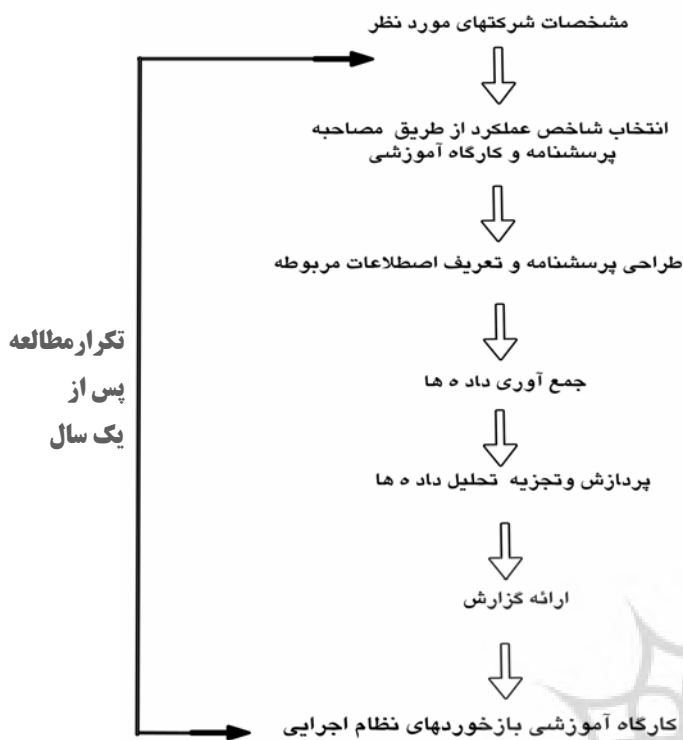 مشخصات شرکتهای مورد نظر
انتخاب شاخص عملکرد از طریق مصاحبه
پرسشنامه و کارگاه آموزشی
طراحی پرسشنامه و تعریف اصطلاعات مربوطه
جمع آوری داد ه ها
پردازش وتجزیه تحلیل داد ه ها
ارائه گزارش
کارگاه آموزشی بازخوردهای نظام اجرایی
تکرارمطالعه
پس از
یک سال